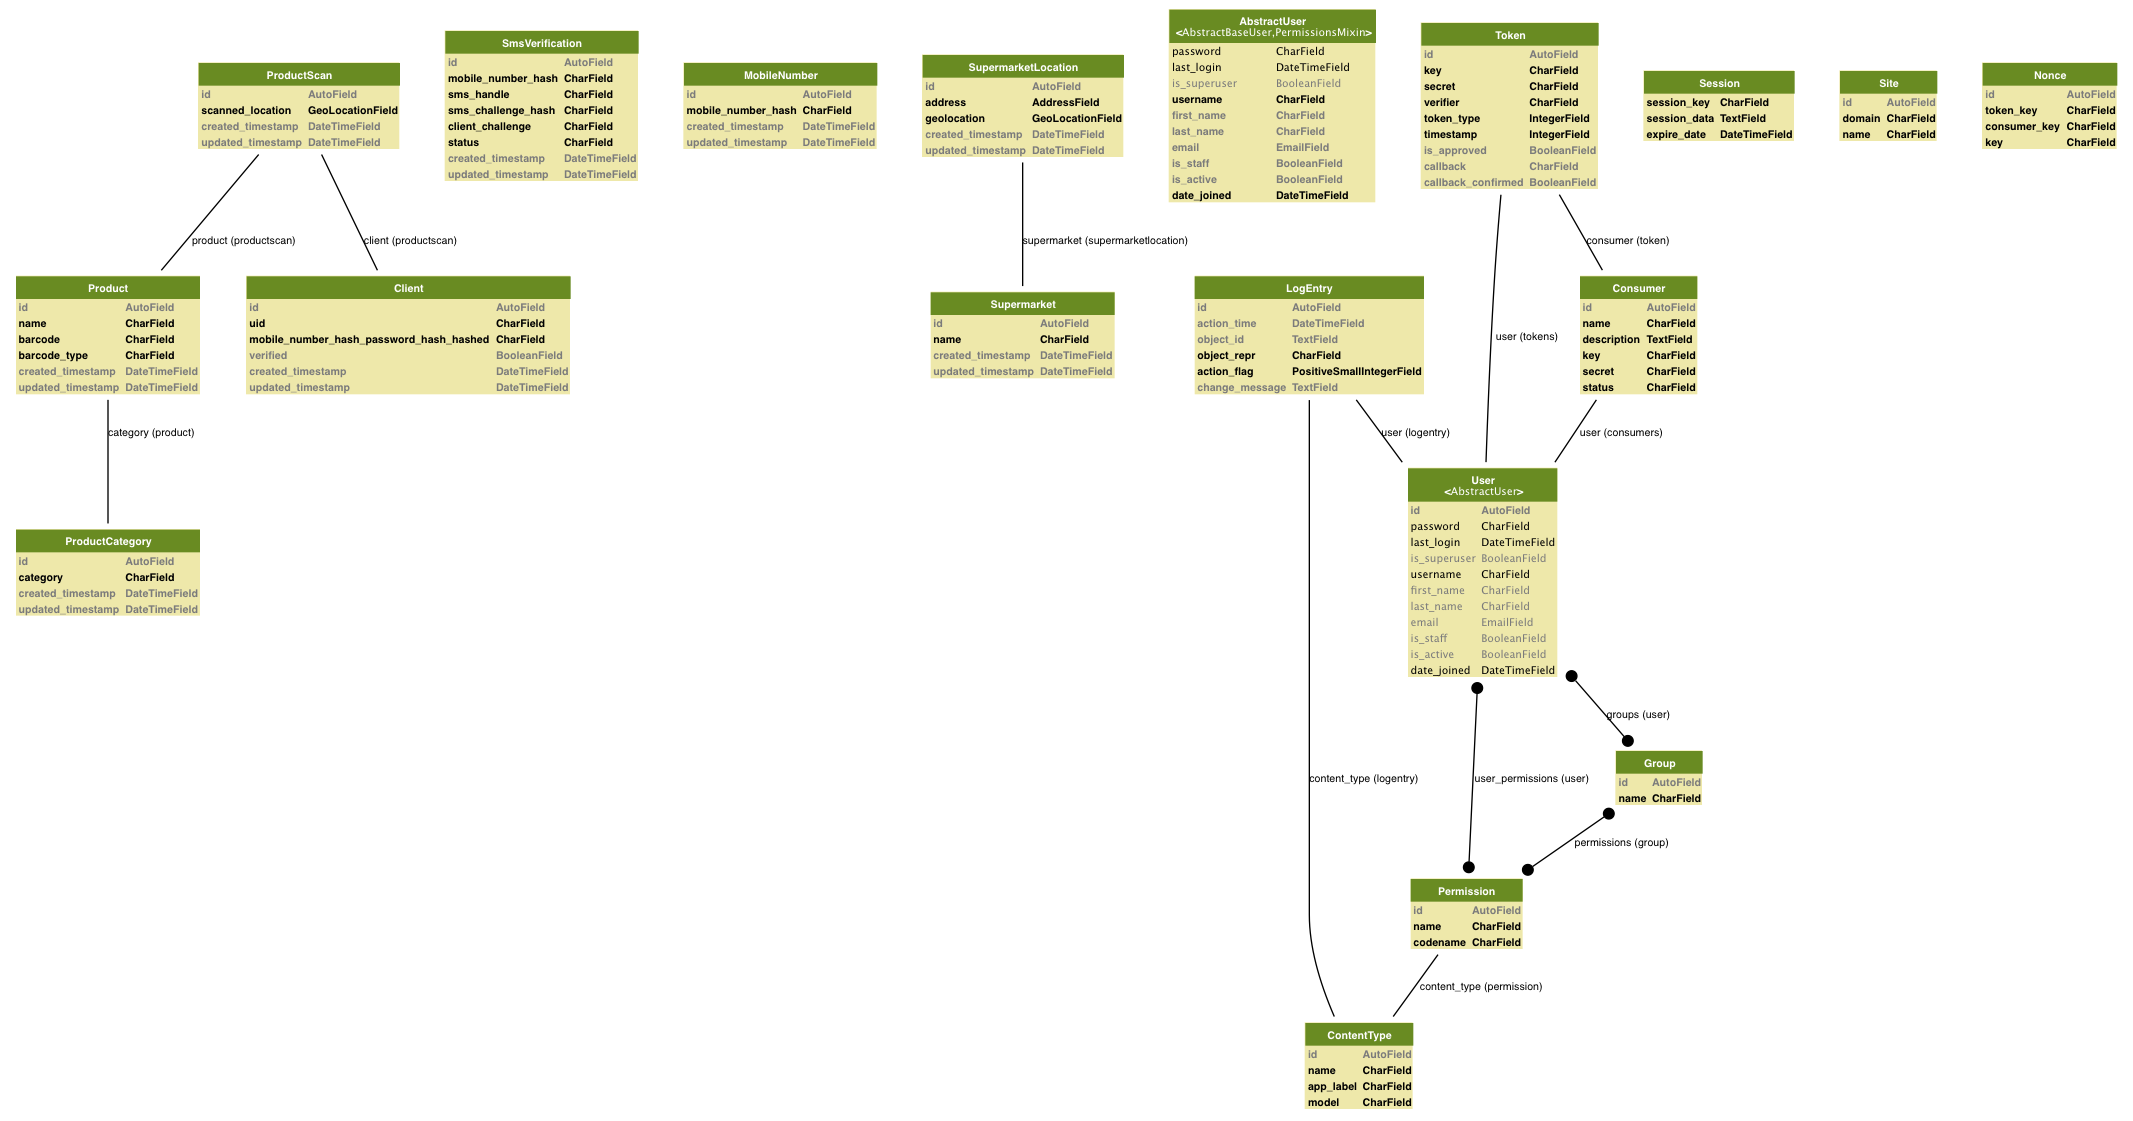 ProductScan
id AutoField
scanned_location GeoLocationField
created_timestamp DateTimeField
updated_timestamp DateTimeField
SmsVerification
id AutoField
mobile_number_hash CharField
sms_handle CharField
sms_challenge_hash CharField
client_challenge CharField
status CharField
created_timestamp DateTimeField
updated_timestamp DateTimeField
MobileNumber
id AutoField
mobile_number_hash CharField
created_timestamp DateTimeField
updated_timestamp DateTimeField
SupermarketLocation
id AutoField
address AddressField
geolocation GeoLocationField
created_timestamp DateTimeField
updated_timestamp DateTimeField
AbstractUser
<AbstractBaseUser,PermissionsMixin>
password CharField
last_login DateTimeField
is_superuser BooleanField
username CharField
first_name CharField
last_name CharField
email EmailField
is_staff BooleanField
is_active BooleanField
date_joined DateTimeField
Token
id AutoField
key CharField
secret CharField
verifier CharField
token_type IntegerField
timestamp IntegerField
is_approved BooleanField
callback CharField
callback_confirmed BooleanField
Session
session_key CharField
session_data TextField
expire_date DateTimeField
Site
id AutoField
domain CharField
name CharField
Nonce
id AutoField
token_key CharField
consumer_key CharField
key CharField
product (productscan)
client (productscan)
supermarket (supermarketlocation)
consumer (token)
Product
id AutoField
name CharField
barcode CharField
barcode_type CharField
created_timestamp DateTimeField
updated_timestamp DateTimeField
Client
id AutoField
uid CharField
mobile_number_hash_password_hash_hashed CharField
verified BooleanField
created_timestamp DateTimeField
updated_timestamp DateTimeField
Supermarket
id AutoField
name CharField
created_timestamp DateTimeField
updated_timestamp DateTimeField
LogEntry
id AutoField
action_time DateTimeField
object_id TextField
object_repr CharField
action_flag PositiveSmallIntegerField
change_message TextField
user (tokens)
Consumer
id AutoField
name CharField
description TextField
key CharField
secret CharField
status CharField
category (product)
user (logentry)
user (consumers)
ProductCategory
id AutoField
category CharField
created_timestamp DateTimeField
updated_timestamp DateTimeField
User
<AbstractUser>
id AutoField
password CharField
last_login DateTimeField
is_superuser BooleanField
username CharField
first_name CharField
last_name CharField
email EmailField
is_staff BooleanField
is_active BooleanField
date_joined DateTimeField
groups (user)
content_type (logentry)
user_permissions (user)
Group
id AutoField
name CharField
permissions (group)
Permission
id AutoField
name CharField
codename CharField
content_type (permission)
ContentType
id AutoField
name CharField
app_label CharField
model CharField